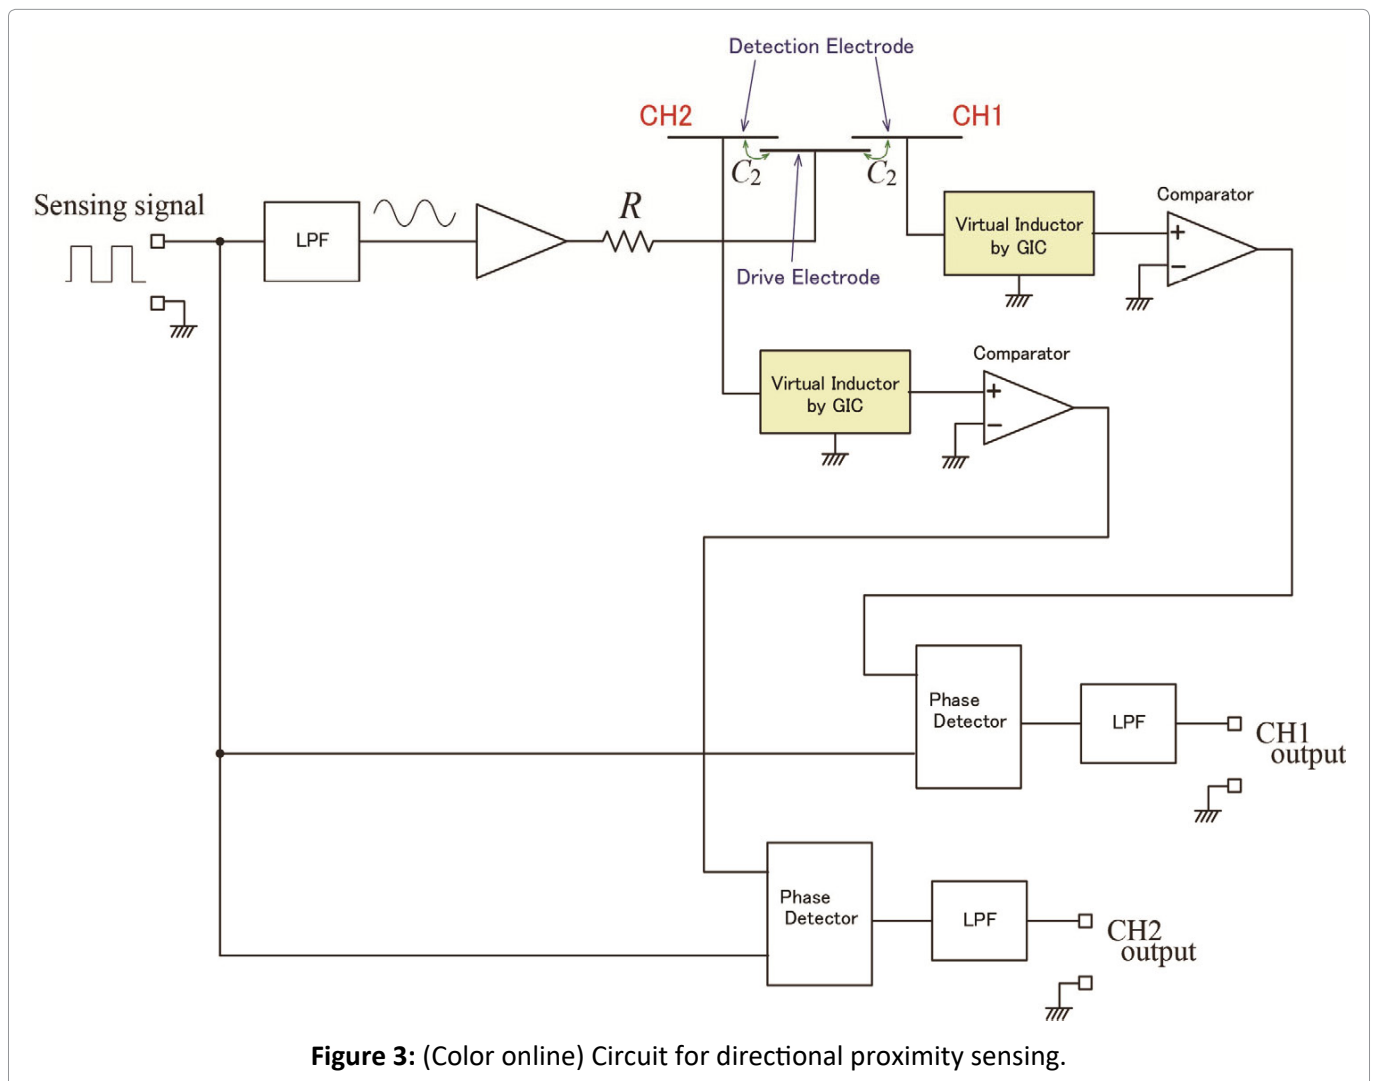 Detection Electrode
CH2
CH1
C2
C2
Sensing signal
LPF
R
Drive Electrode
Virtual Inductor
by GIC
Comparator
+
−
Virtual Inductor
by GIC
Comparator
+
−
Phase
Detector
LPF
CH1
output
Phase
Detector
LPF
CH2
output
Figure 3: (Color online) Circuit for directional proximity sensing.